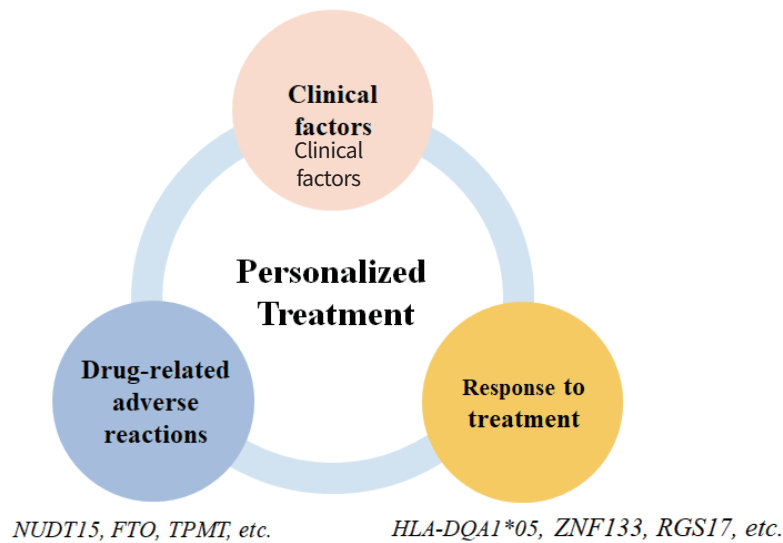 Clinical
factors
Clinical
factors
Personalized
Treatment
Drug-related
adverse
reactions
Response to
treatment
NUDT15, FTO, TPMT, etc.
HLA-DQA1*05, ZNF133, RGS17, etc.